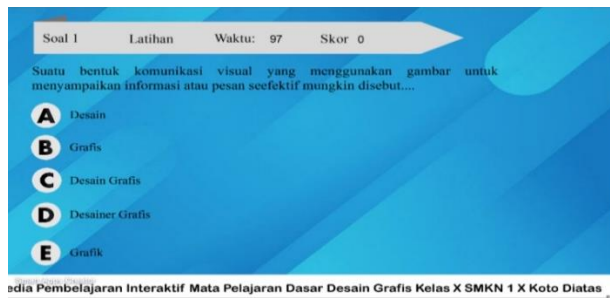 Soal 1 Latihan Waktu: 97 Skor 0
Suatu bentuk komunikasi visual yang menggunakan gambar untuk
menyampaikan informasi atau pesan seefektif mungkin disebut....
A Desain
B Grafis
C Desain Grafis
D Desainer Grafis
E Grafik
edia Pembelajaran Interaktif Mata Pelajaran Dasar Desain Grafis Kelas X SMKN 1 X Koto Diatas